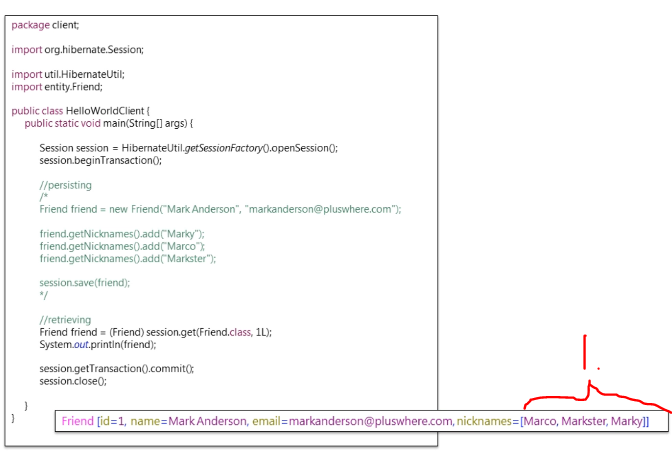 package client;
import org.hibernate.Session;
import util.HibernateUtil;
import entity.Friend;
public class HelloWorldClient {
public static void main(String[] args) {
Session session = HibernateUtil.getSessionFactory().openSession();
session.beginTransaction();
//persisting
/*
Friend friend = new Friend("Mark Anderson", "markanderson@pluswhere.com");
friend.getNicknames().add("Marky");
friend.getNicknames().add("Marco");
friend.getNicknames().add("Markster");
session.save(friend);
*/
//retrieving
Friend friend = (Friend) session.get(Friend.class, 1L);
System.out.println(friend);
session.getTransaction().commit();
session.close();
}
}
1.
Friend [id=1, name=Mark Anderson, email=markanderson@pluswhere.com, nicknames=[Marco, Markster, Marky]]